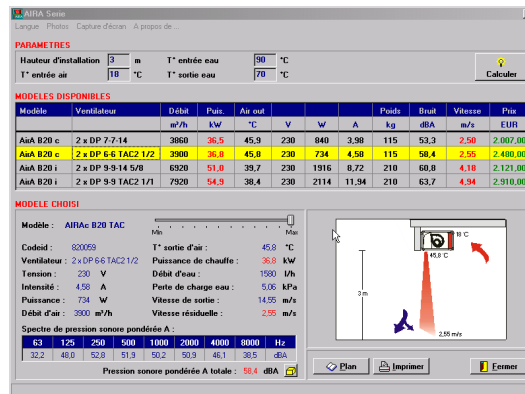 AIRA Serie
Langue Photos Capture d'écran A propos de ...
PARAMETRES
Hauteur d'installation 3 m T° entrée eau 90 °C
T° entrée air 18 °C T° sortie eau 70 °C
Calculer
MODELES DISPONIBLES
Modèle Ventilateur Débit Puis. Air out Poids Bruit Vitesse Prix
m³/h kW °C V W A kg dBA m/s EUR
AirA B20 c 2 x DP 7-7-14 3860 36,5 45,9 230 840 3,98 115 53,3 2,50 2.007,00
AirA B20 c 2 x DP 6-6 TAC2 1/2 3900 36,8 45,8 230 734 4,58 115 58,4 2,55 2.480,00
AirA B20 i 2 x DP 9-9-14 5/8 6920 51,0 39,7 230 1916 8,72 210 60,8 4,18 2.121,00
AirA B20 i 2 x DP 9-9 TAC2 1/1 7920 54,9 38,4 230 2114 11,94 210 63,7 4,94 2.910,00
MODELE CHOISI
Modèle : AIRAc B20 TAC
Min Max
Codeid : 820059 T° sortie d'air : 45,8 °C
Ventilateur : 2 x DP 6-6 TAC2 1/2 Puissance de chauffe : 36,8 kW
Tension : 230 V Débit d'eau : 1580 l/h
Intensité : 4,58 A Perte de charge eau : 5,06 kPa
Puissance : 734 W Vitesse de sortie : 14,55 m/s
Débit d'air : 3900 m³/h Vitesse résiduelle : 2,55 m/s
Spectre de pression sonore pondérée A :
63 125 250 500 1000 2000 4000 8000 Hz
32,2 48,0 52,8 51,9 50,2 50,9 46,1 38,5 dBA
Pression sonore pondérée A totale : 58,4 dBA
18 °C
45,8 °C
3 m
2,55 m/s
Plan Imprimer Fermer